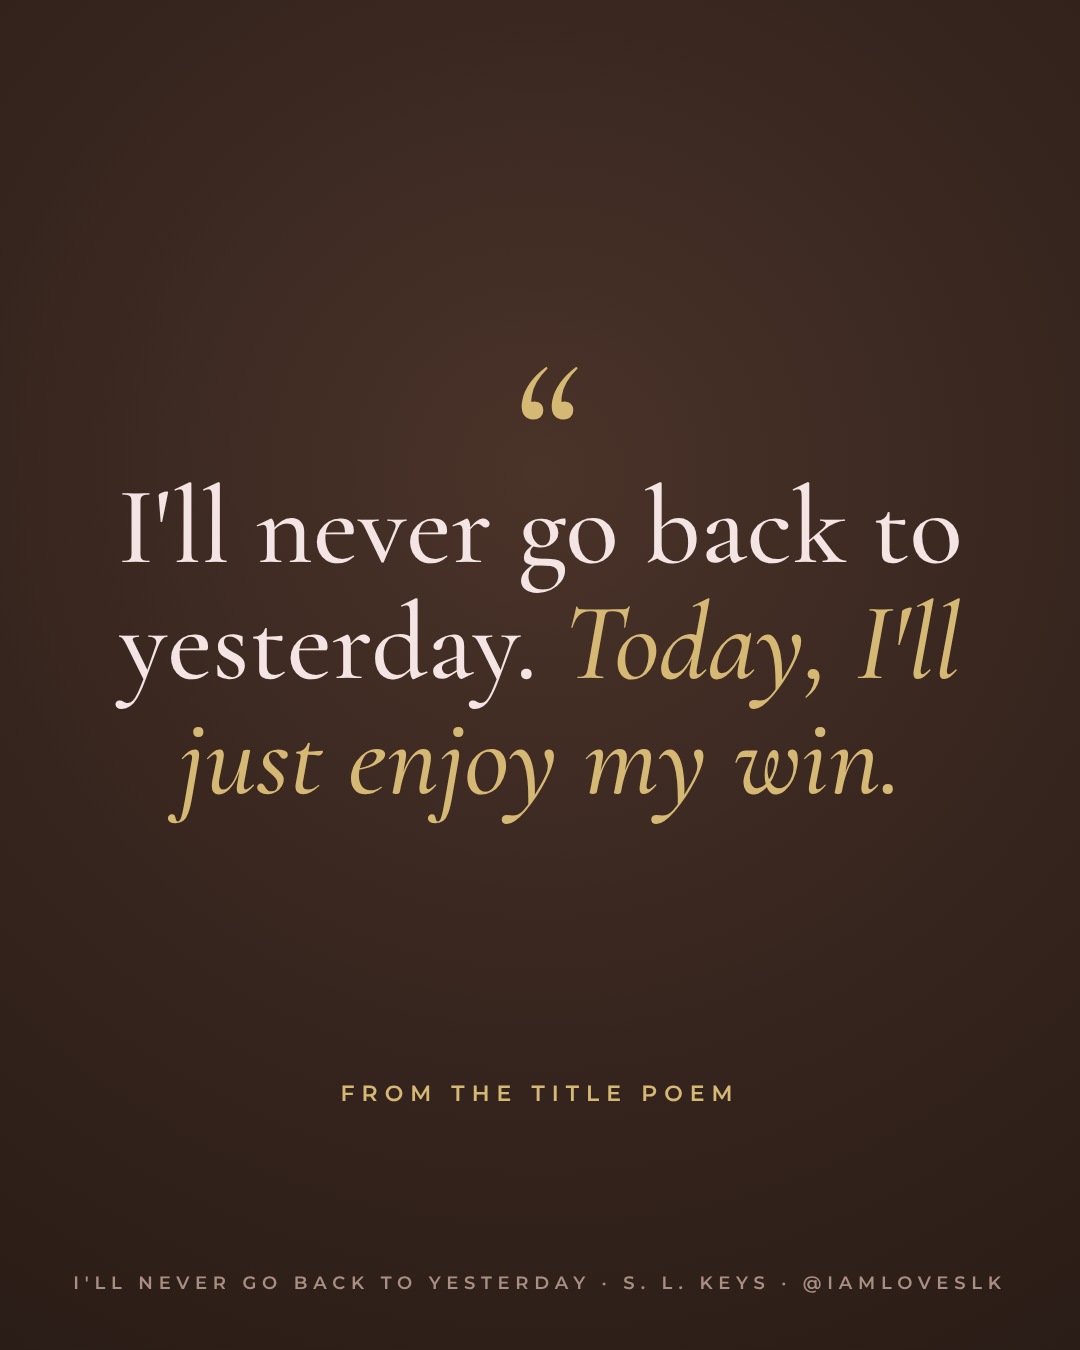 “
I'll never go back to
yesterday. Today, I'll
just enjoy my win.
FROM THE TITLE POEM
I'LL NEVER GO BACK TO YESTERDAY · S. L. KEYS · @IAMLOVESLK